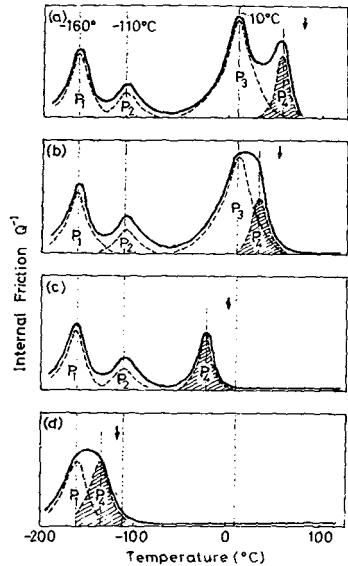 -160° -110°C 10°C
(a)
P1 P2 P3 P4
(b)
P1 P2 P3 P4
(c)
P1 P2 P4
(d)
P1 P4
-200 -100 0 100
Temperature (°C)
Internal Friction Q⁻¹